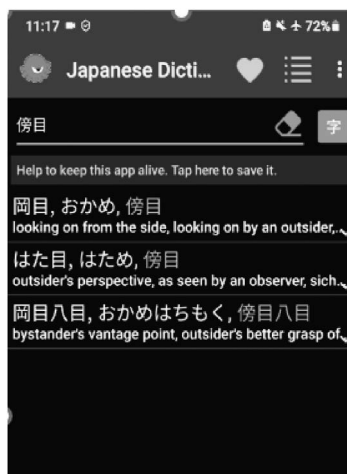 11:17
72%
Japanese Dicti...
傍目
字
Help to keep this app alive. Tap here to save it.
岡目, おかめ, 傍目
looking on from the side, looking on by an outsider,..
はた目, はため, 傍目
outsider's perspective, as seen by an observer, sich..
岡目八目, おかめはちもく, 傍目八目
bystander's vantage point, outsider's better grasp of..